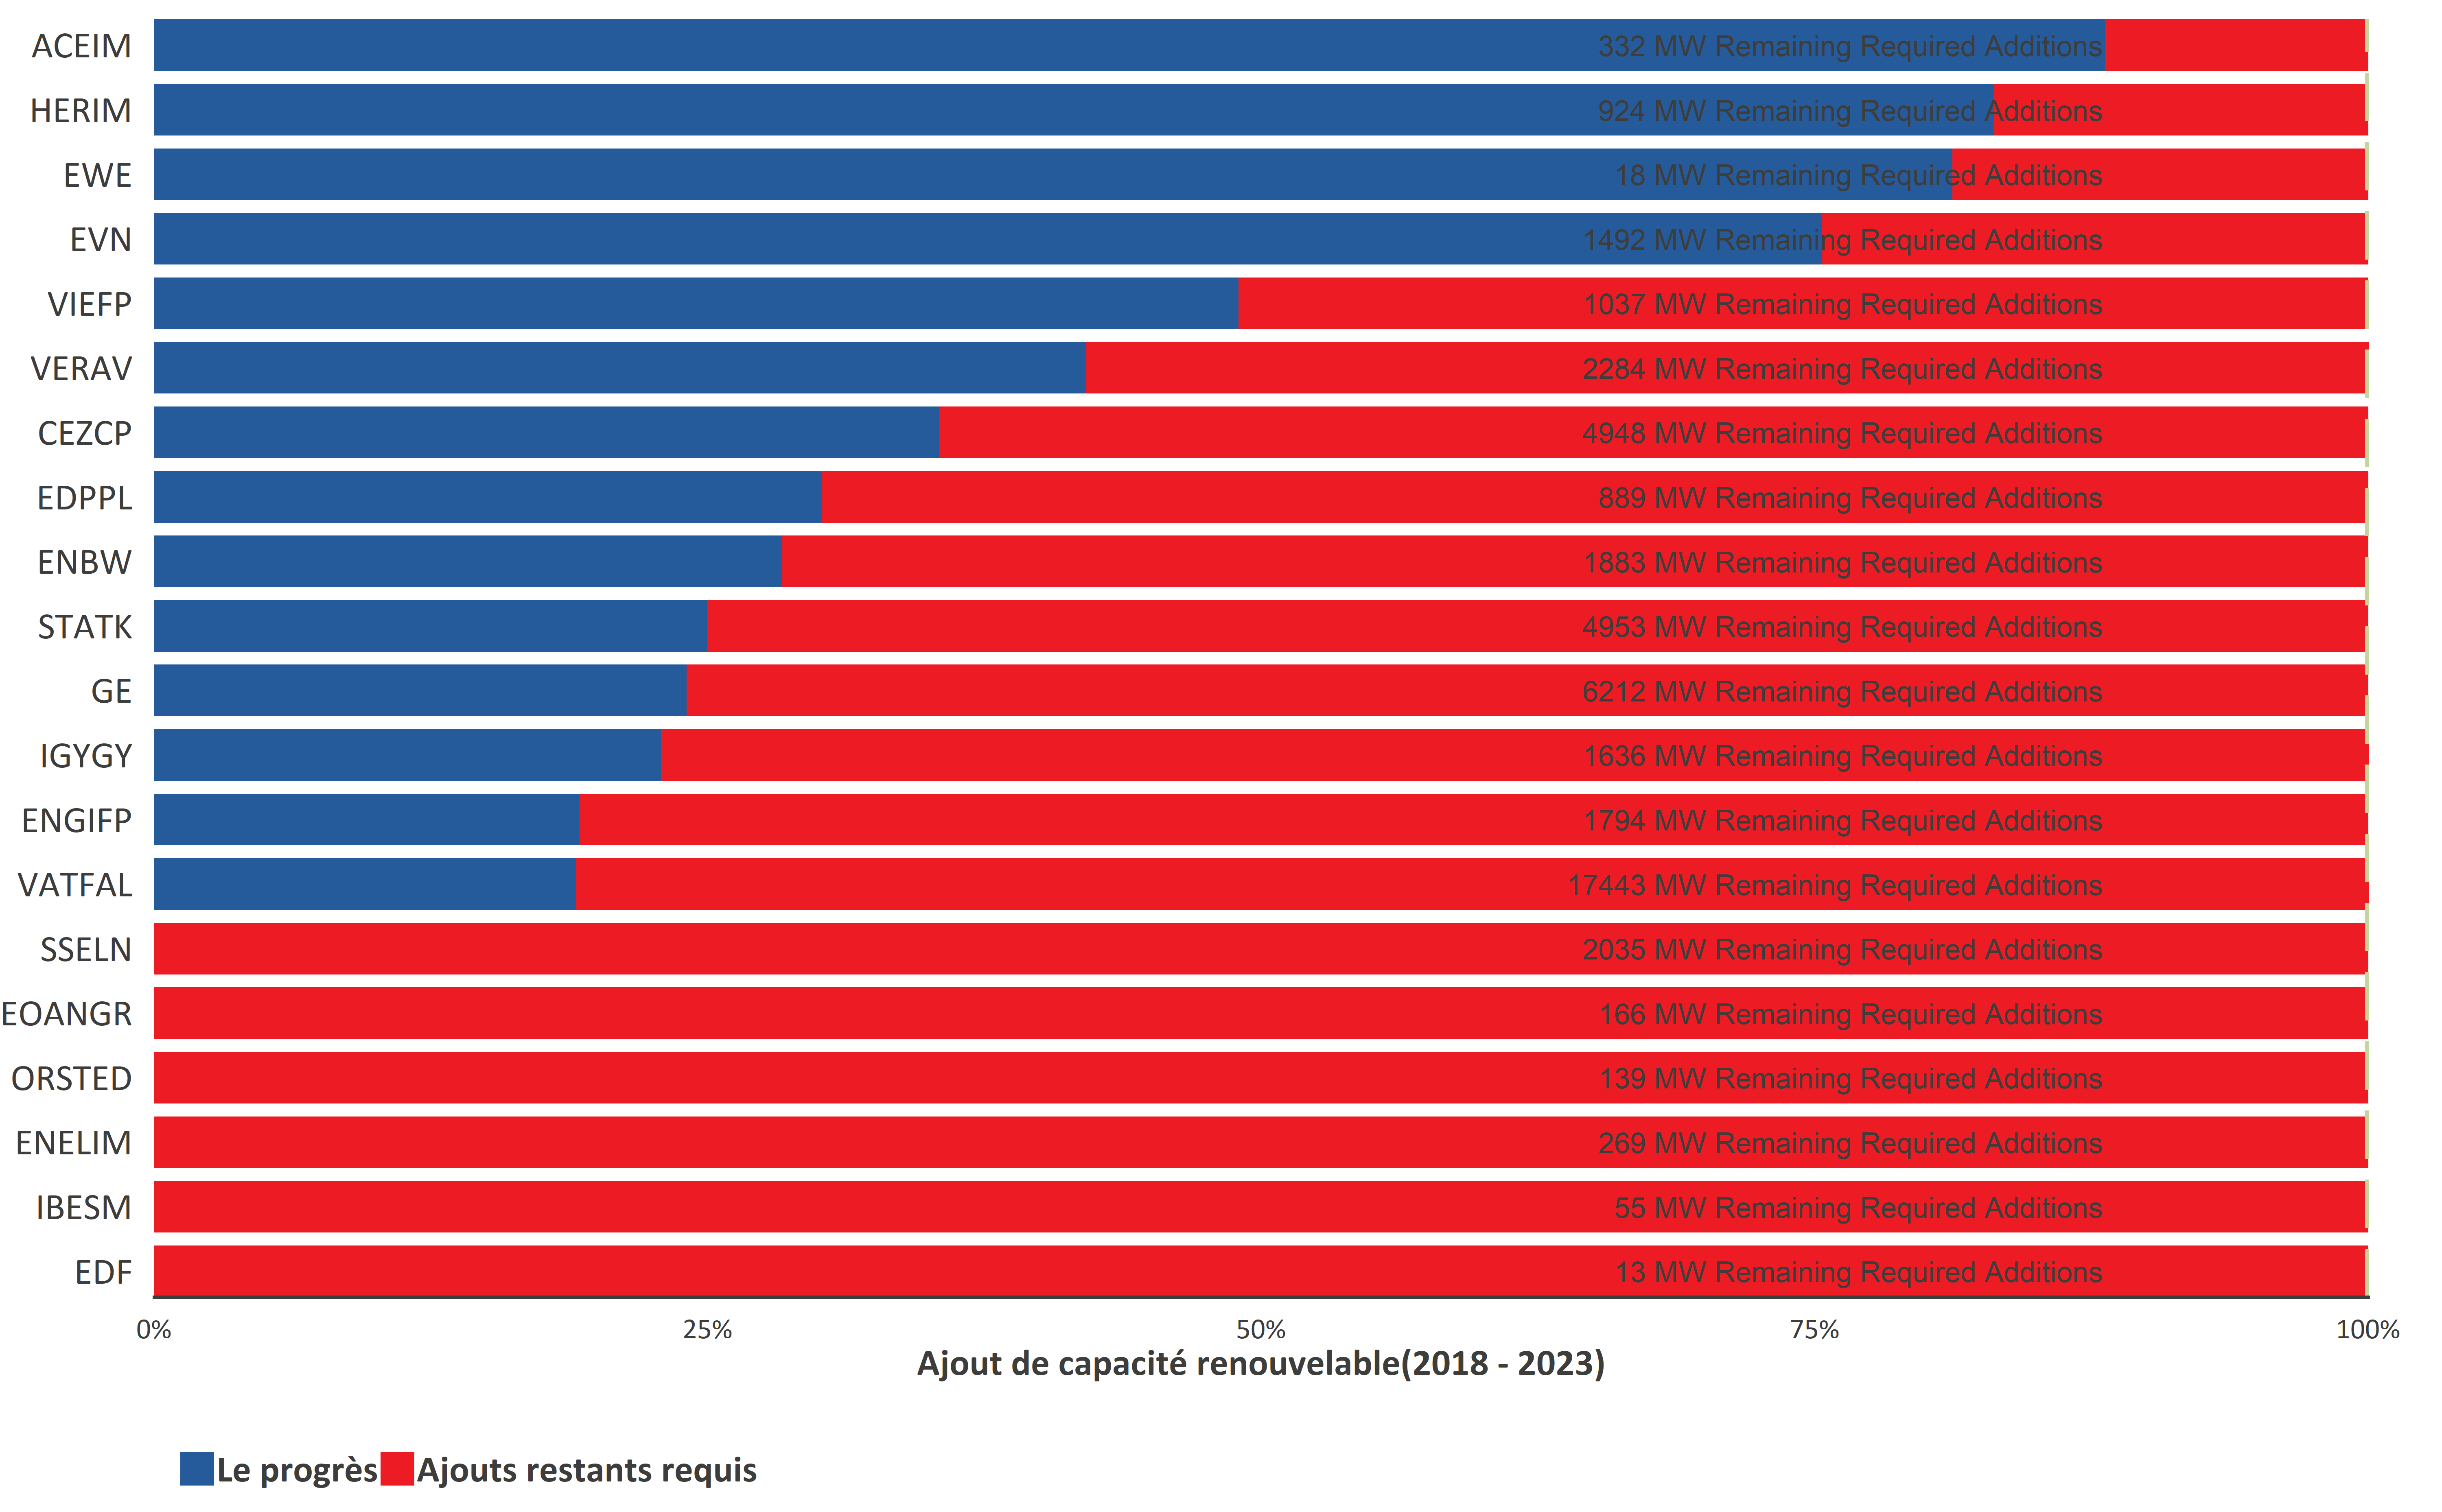 ACEIM 332 MW Remaining Required Additions
HERIM 924 MW Remaining Required Additions
EWE 18 MW Remaining Required Additions
EVN 1492 MW Remaining Required Additions
VIEFP 1037 MW Remaining Required Additions
VERAV 2284 MW Remaining Required Additions
CEZCP 4948 MW Remaining Required Additions
EDPPL 889 MW Remaining Required Additions
ENBW 1883 MW Remaining Required Additions
STATK 4953 MW Remaining Required Additions
GE 6212 MW Remaining Required Additions
IGYGY 1636 MW Remaining Required Additions
ENGIFP 1794 MW Remaining Required Additions
VATFAL 17443 MW Remaining Required Additions
SSELN 2035 MW Remaining Required Additions
EOANGR 166 MW Remaining Required Additions
ORSTED 139 MW Remaining Required Additions
ENELIM 269 MW Remaining Required Additions
IBESM 55 MW Remaining Required Additions
EDF 13 MW Remaining Required Additions
0% 25% 50% 75% 100%
Ajout de capacité renouvelable(2018 - 2023)
Le progrès Ajouts restants requis